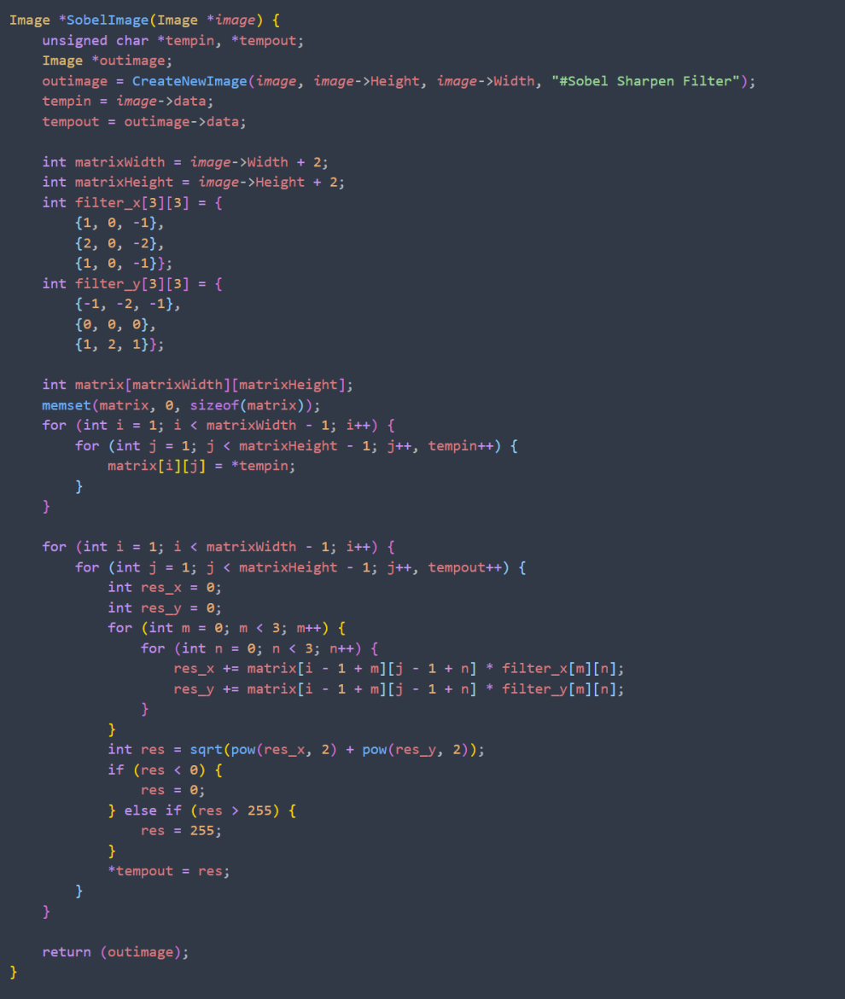 Image *SobelImage(Image *image) {
    unsigned char *tempin, *tempout;
    Image *outimage;
    outimage = CreateNewImage(image, image->Height, image->Width, "#Sobel Sharpen Filter");
    tempin = image->data;
    tempout = outimage->data;

    int matrixWidth = image->Width + 2;
    int matrixHeight = image->Height + 2;
    int filter_x[3][3] = {
        {1, 0, -1},
        {2, 0, -2},
        {1, 0, -1}};
    int filter_y[3][3] = {
        {-1, -2, -1},
        {0, 0, 0},
        {1, 2, 1}};

    int matrix[matrixWidth][matrixHeight];
    memset(matrix, 0, sizeof(matrix));
    for (int i = 1; i < matrixWidth - 1; i++) {
        for (int j = 1; j < matrixHeight - 1; j++, tempin++) {
            matrix[i][j] = *tempin;
        }
    }

    for (int i = 1; i < matrixWidth - 1; i++) {
        for (int j = 1; j < matrixHeight - 1; j++, tempout++) {
            int res_x = 0;
            int res_y = 0;
            for (int m = 0; m < 3; m++) {
                for (int n = 0; n < 3; n++) {
                    res_x += matrix[i - 1 + m][j - 1 + n] * filter_x[m][n];
                    res_y += matrix[i - 1 + m][j - 1 + n] * filter_y[m][n];
                }
            }
            int res = sqrt(pow(res_x, 2) + pow(res_y, 2));
            if (res < 0) {
                res = 0;
            } else if (res > 255) {
                res = 255;
            }
            *tempout = res;
        }
    }

    return (outimage);
}